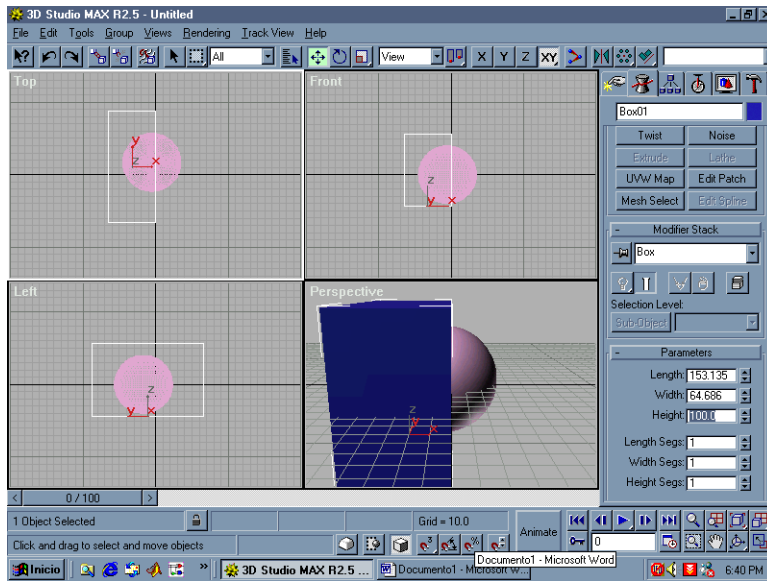 3D Studio MAX R2.5 - Untitled
File Edit Tools Group Views Rendering Track View Help
All View X Y Z XY
Top
Front
Left
Perspective
y
z x
z
y x
z
y x
z
y
x
Box01
Twist Noise
Extrude Lathe
UVW Map Edit Patch
Mesh Select Edit Spline
- Modifier Stack
Box
Selection Level:
Sub-Object
- Parameters
Length: 153.135
Width: 64.686
Height: 100.0
Length Segs: 1
Width Segs: 1
Height Segs: 1
< 0 / 100 >
1 Object Selected Grid = 10.0
Animate
Click and drag to select and move objects
0
Documento1 - Microsoft Word
Inicio » 3D Studio MAX R2.5 ... Documento1 - Microsoft W... 6:40 PM